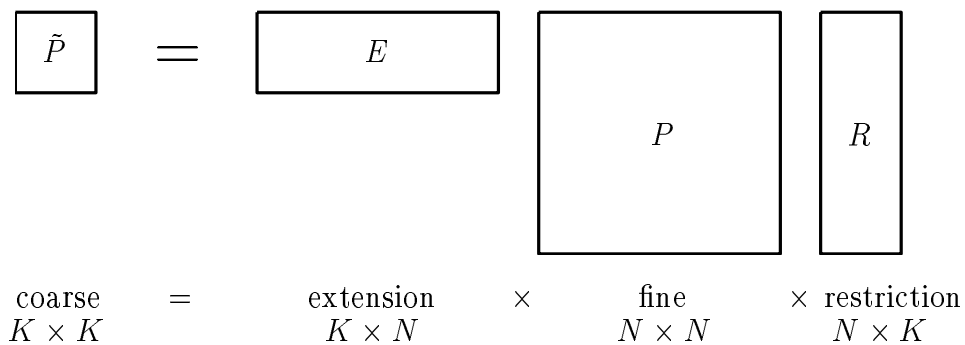 P̃ = E P R
coarse = extension × fine × restriction
K × K K × N N × N N × K